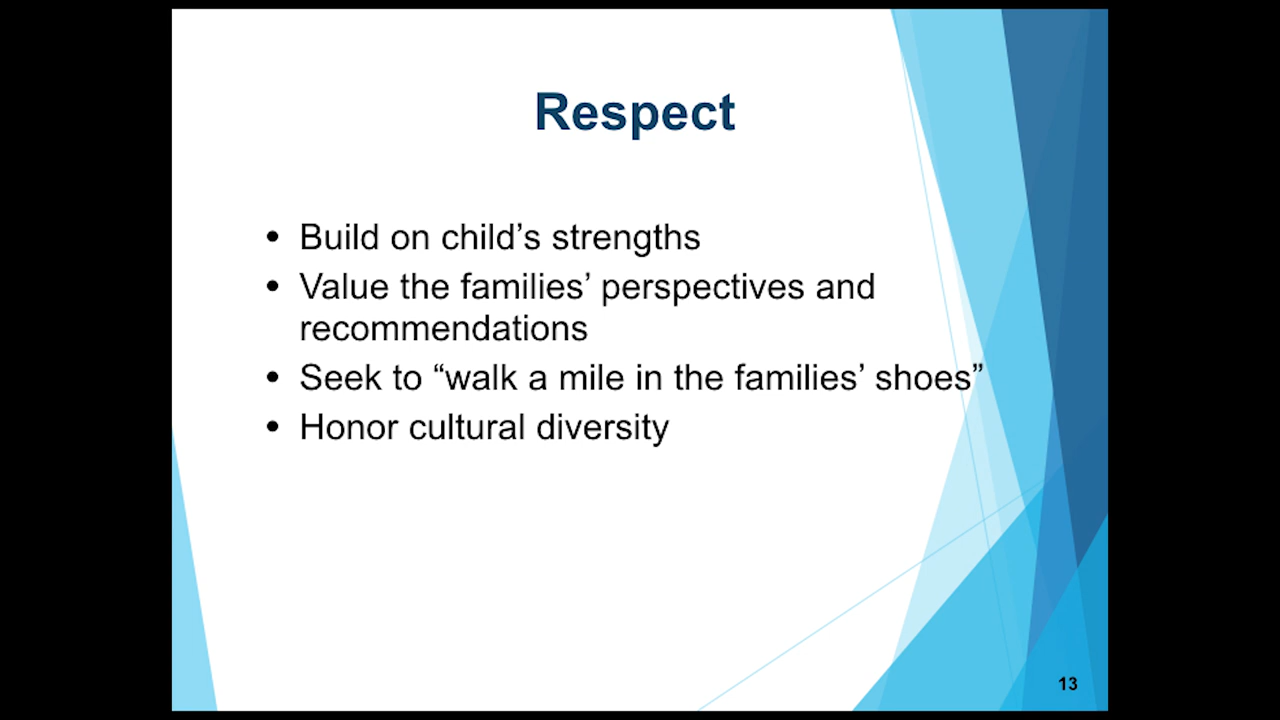 Respect
• Build on child’s strengths
• Value the families’ perspectives and
recommendations
• Seek to “walk a mile in the families’ shoes”
• Honor cultural diversity
13